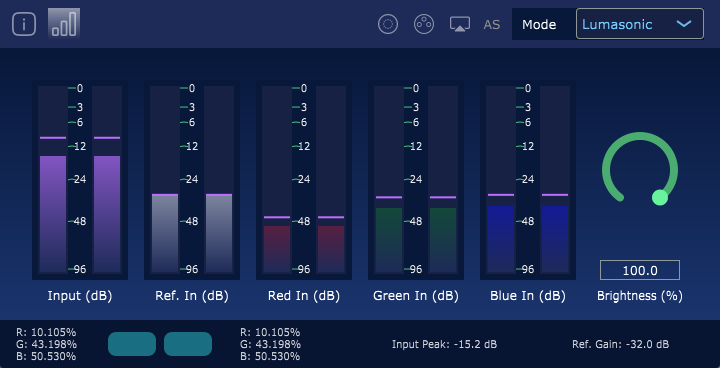 i
AS
Mode
Lumasonic
0
3
6
12
24
48
96
Input (dB)
0
3
6
12
24
48
96
Ref. In (dB)
0
3
6
12
24
48
96
Red In (dB)
0
3
6
12
24
48
96
Green In (dB)
0
3
6
12
24
48
96
Blue In (dB)
100.0
Brightness (%)
R: 10.105%
G: 43.198%
B: 50.530%
R: 10.105%
G: 43.198%
B: 50.530%
Input Peak: -15.2 dB
Ref. Gain: -32.0 dB